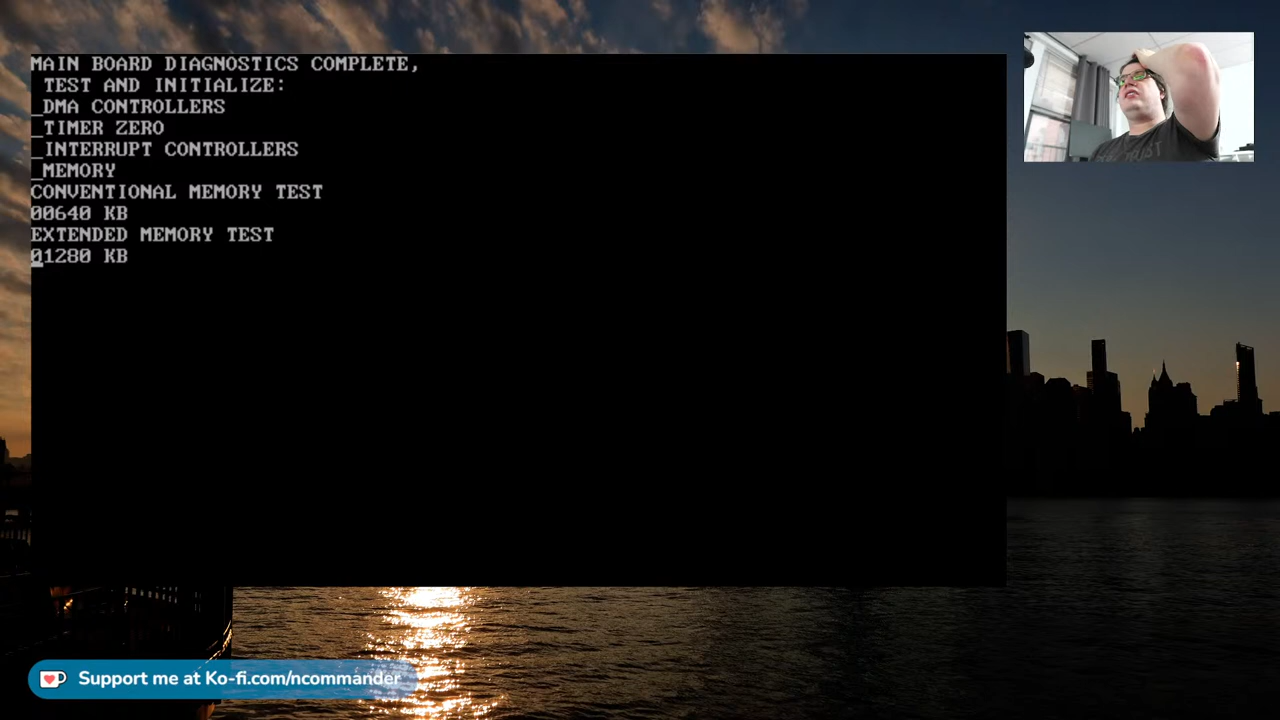 MAIN BOARD DIAGNOSTICS COMPLETE,
TEST AND INITIALIZE:
_DMA CONTROLLERS
_TIMER ZERO
_INTERRUPT CONTROLLERS
_MEMORY
CONVENTIONAL MEMORY TEST
00640 KB
EXTENDED MEMORY TEST
01280 KB
Support me at Ko-fi.com/ncommander